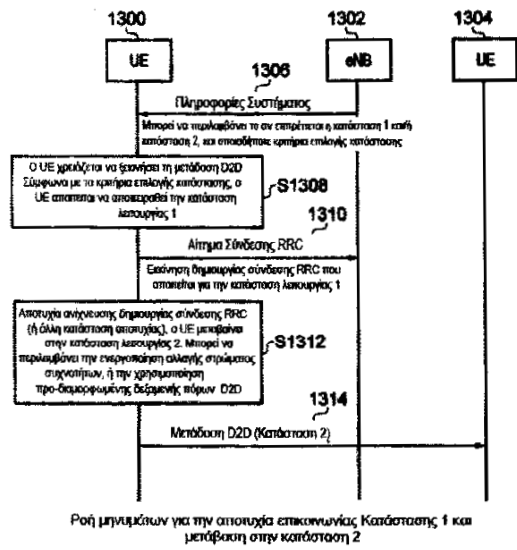 1300
1302
1304
UE
eNB
UE
1306
Πληροφορίες Συστήματος
Μπορεί να περιλαμβάνει το αν επιτρέπεται η κατάσταση 1 και/ή
κατάσταση 2, και οποιαδήποτε κριτήρια επιλογής κατάστασης
Ο UE χρειάζεται να ξεκινήσει τη μετάδοση D2D
Σύμφωνα με τα κριτήρια επιλογής κατάστασης, ο
UE απαιτείται να αποπειραθεί την κατάσταση
λειτουργίας 1
S1308
1310
Αίτημα Σύνδεσης RRC
Εκκίνηση δημιουργίας σύνδεσης RRC που
απαιτείται για την κατάσταση λειτουργίας 1
Αποτυχία ανίχνευσης δημιουργίας σύνδεσης RRC
(ή άλλη κατάσταση αποτυχίας), ο UE μεταβαίνει
στην κατάσταση λειτουργίας 2. Μπορεί να
περιλαμβάνει την ενεργοποίηση αλλαγής στρώματος
συχνοτήτων, ή την χρησιμοποίηση
προ-διαμορφωμένης δεξαμενής πόρων D2D
S1312
1314
Μετάδοση D2D (Κατάσταση 2)
Ροή μηνυμάτων για την αποτυχία επικοινωνίας Κατάστασης 1 και
μετάβαση στην κατάσταση 2